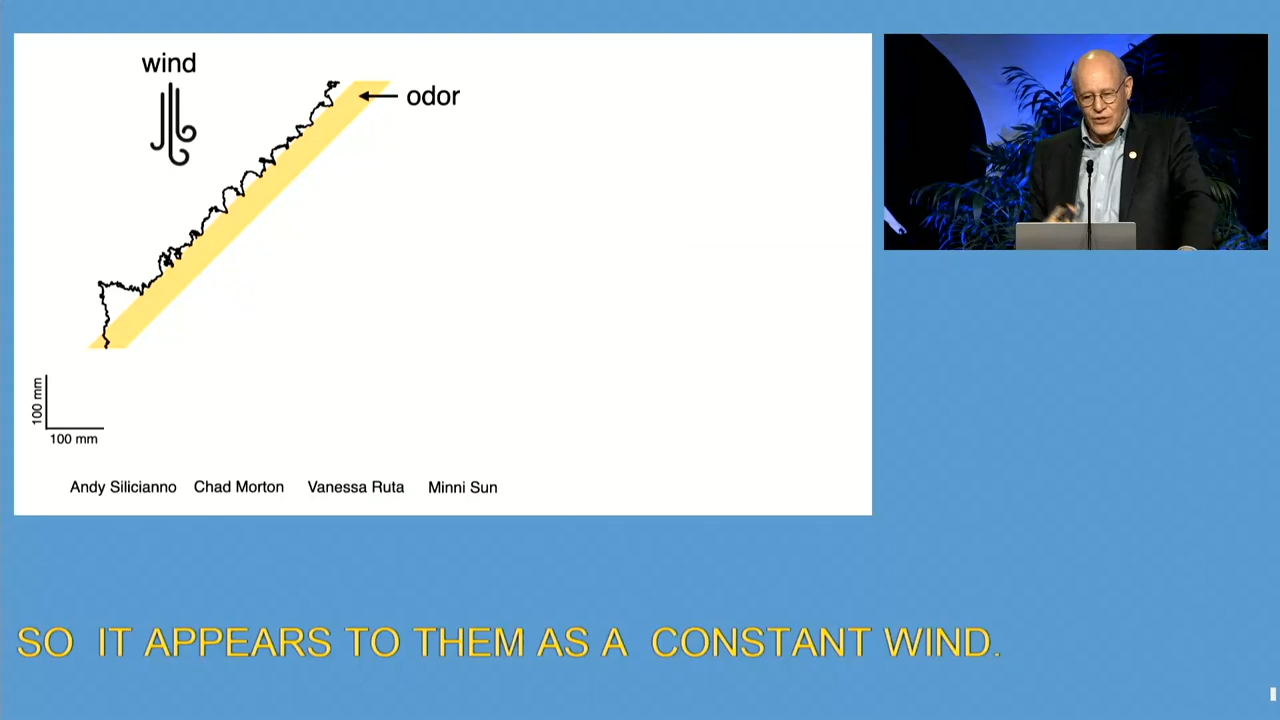 wind
odor
100 mm
100 mm
Andy Silicianno Chad Morton Vanessa Ruta Minni Sun
SO IT APPEARS TO THEM AS A CONSTANT WIND.